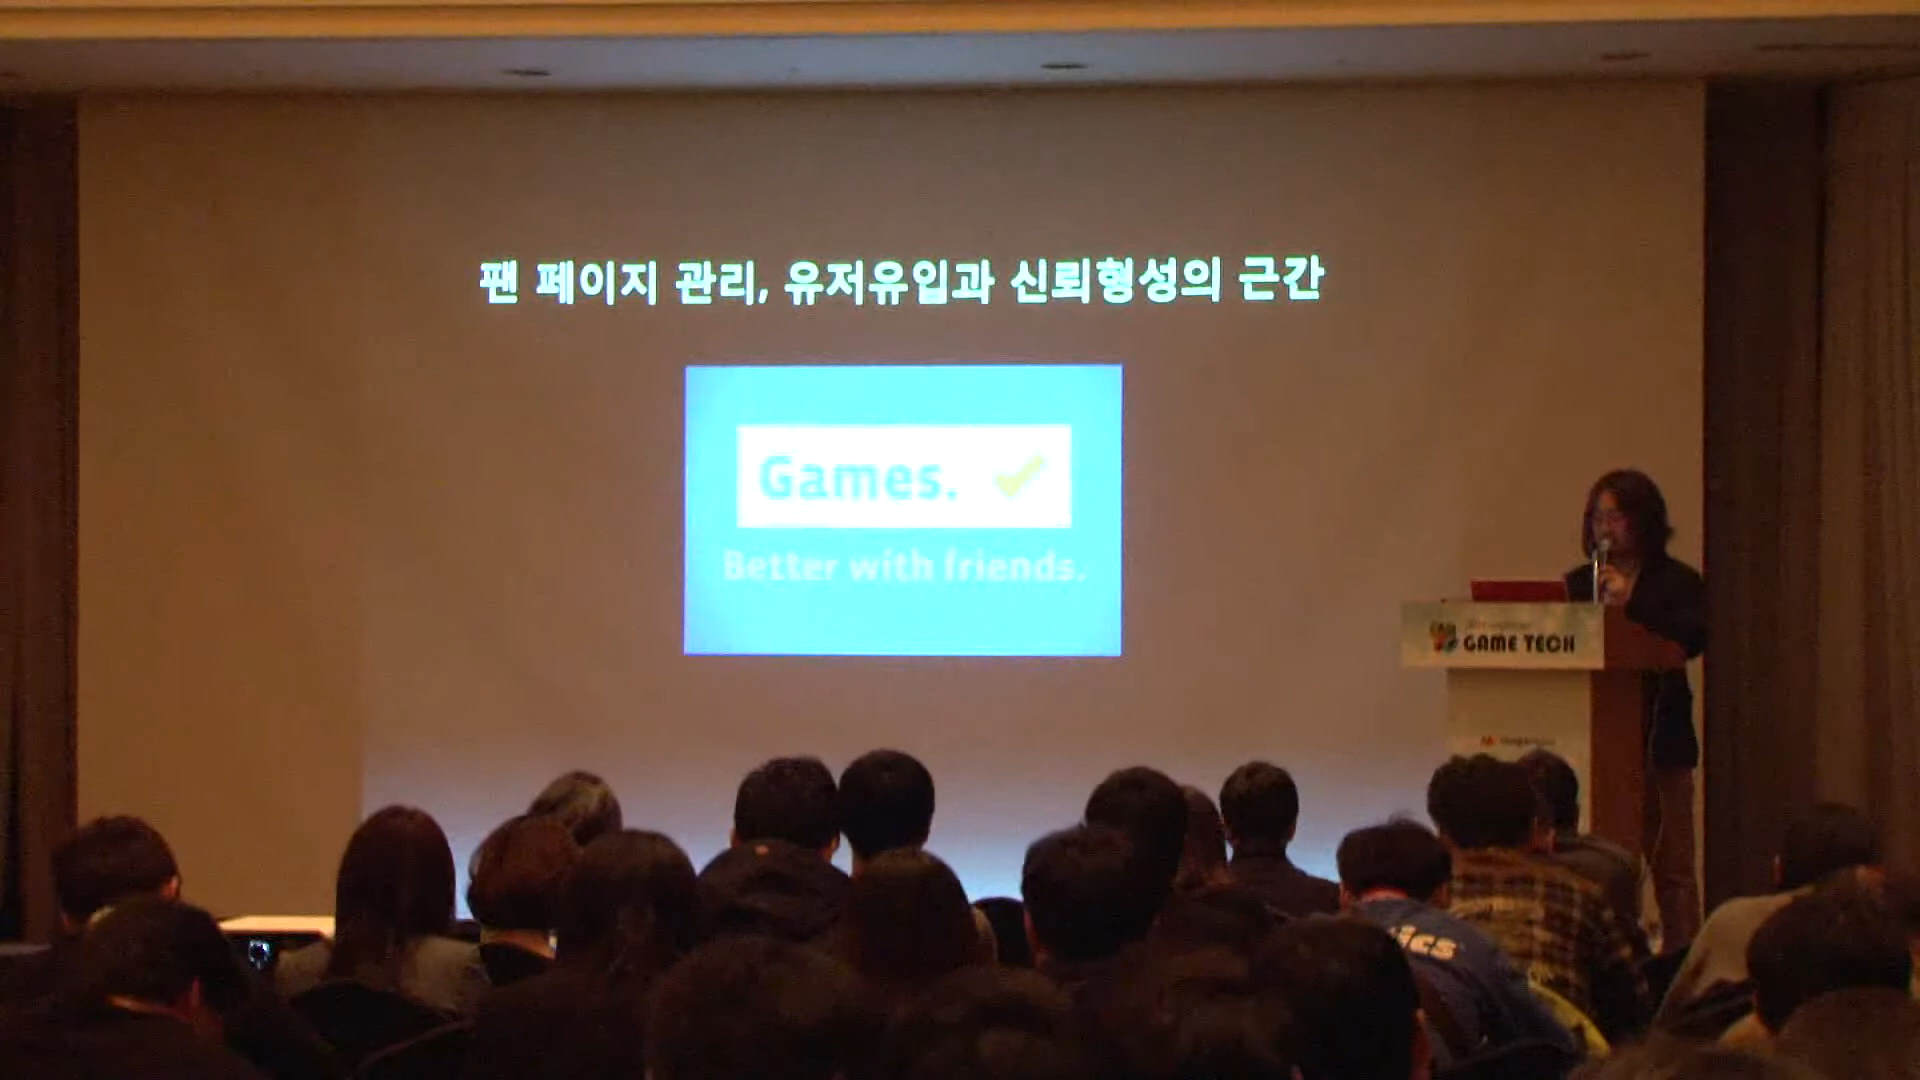 팬 페이지 관리, 유저유입과 신뢰형성의 근간
Games.
Better with friends.
GAME TECH
ics